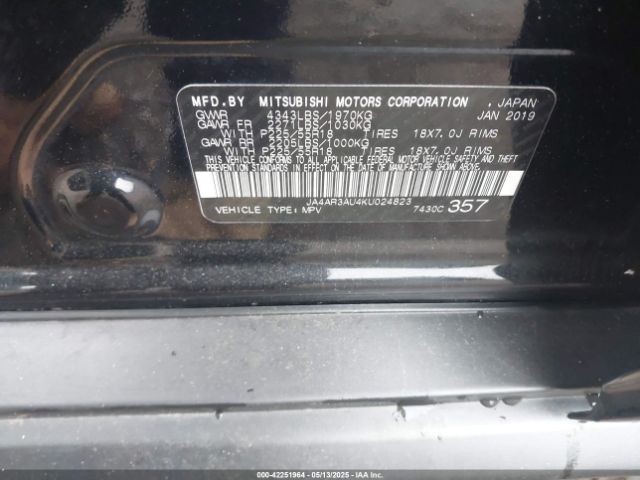 MFD.BY MITSUBISHI MOTORS CORPORATION , JAPAN
GVWR 4343LBS/1970KG JAN 2019
GAWR FR 2271LBS/1030KG
WITH P225/55R18 TIRES 18X7.0J RIMS
GAWR RR 2205LBS/1000KG
WITH P225/55R18 TIRES 18X7.0J RIMS
THIS VEHICLE CONFORMS TO ALL APPLICABLE FEDERAL MOTOR VEHICLE SAFETY AND THEFT
PREVENTION STANDARDS IN EFFECT ON THE DATE OF MANUFACTURE SHOWN ABOVE.
JA4AR3AU4KU024823
VEHICLE TYPE: MPV 7430C 357
000-42251964 - 05/13/2025 - IAAI.COM